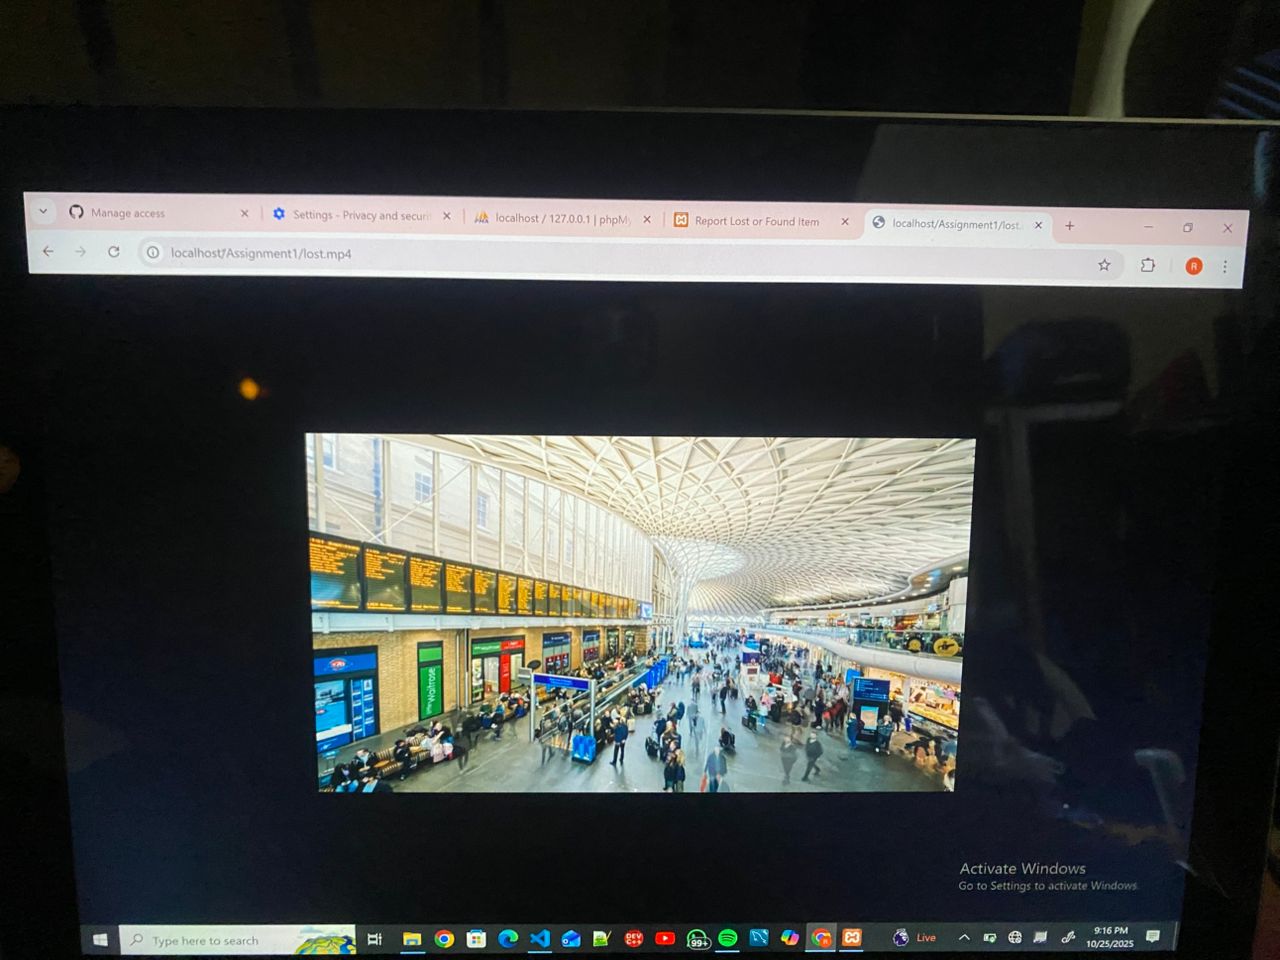 Manage access
Settings - Privacy and securi
localhost / 127.0.0.1 | phpMy
Report Lost or Found Item
localhost/Assignment1/lost.
localhost/Assignment1/lost.mp4
Waitrose
Activate Windows
Go to Settings to activate Windows.
Type here to search
DEV
C++
99+
R
Live
9:16 PM
10/25/2025